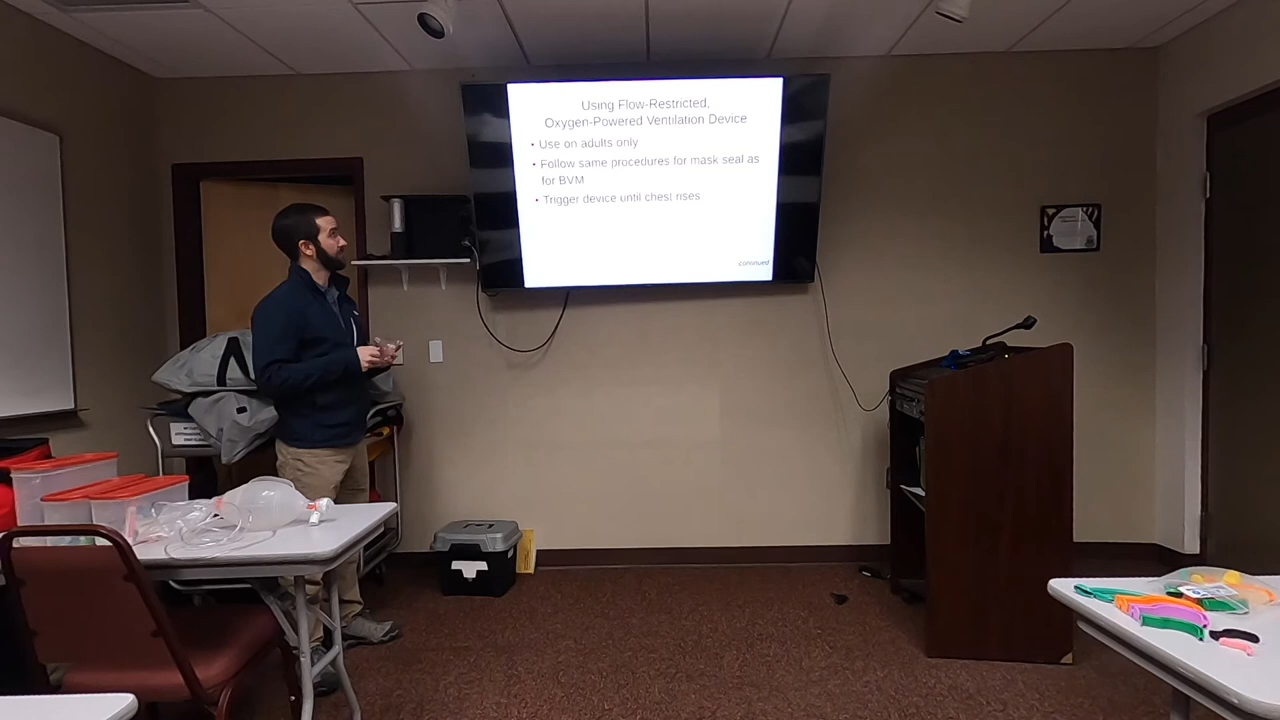 Using Flow-Restricted,
Oxygen-Powered Ventilation Device
• Use on adults only
• Follow same procedures for mask seal as
for BVM
• Trigger device until chest rises
continued